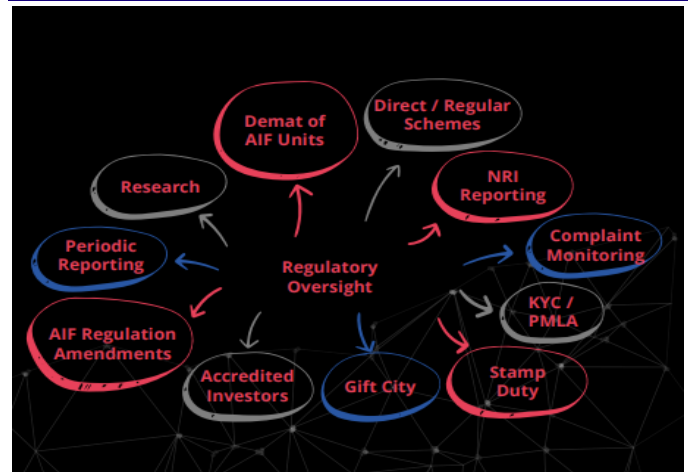 Demat of
AIF Units
Direct / Regular
Schemes
Research
NRI
Reporting
Periodic
Reporting
Complaint
Monitoring
Regulatory
Oversight
KYC /
PMLA
AIF Regulation
Amendments
Accredited
Investors
Gift City
Stamp
Duty